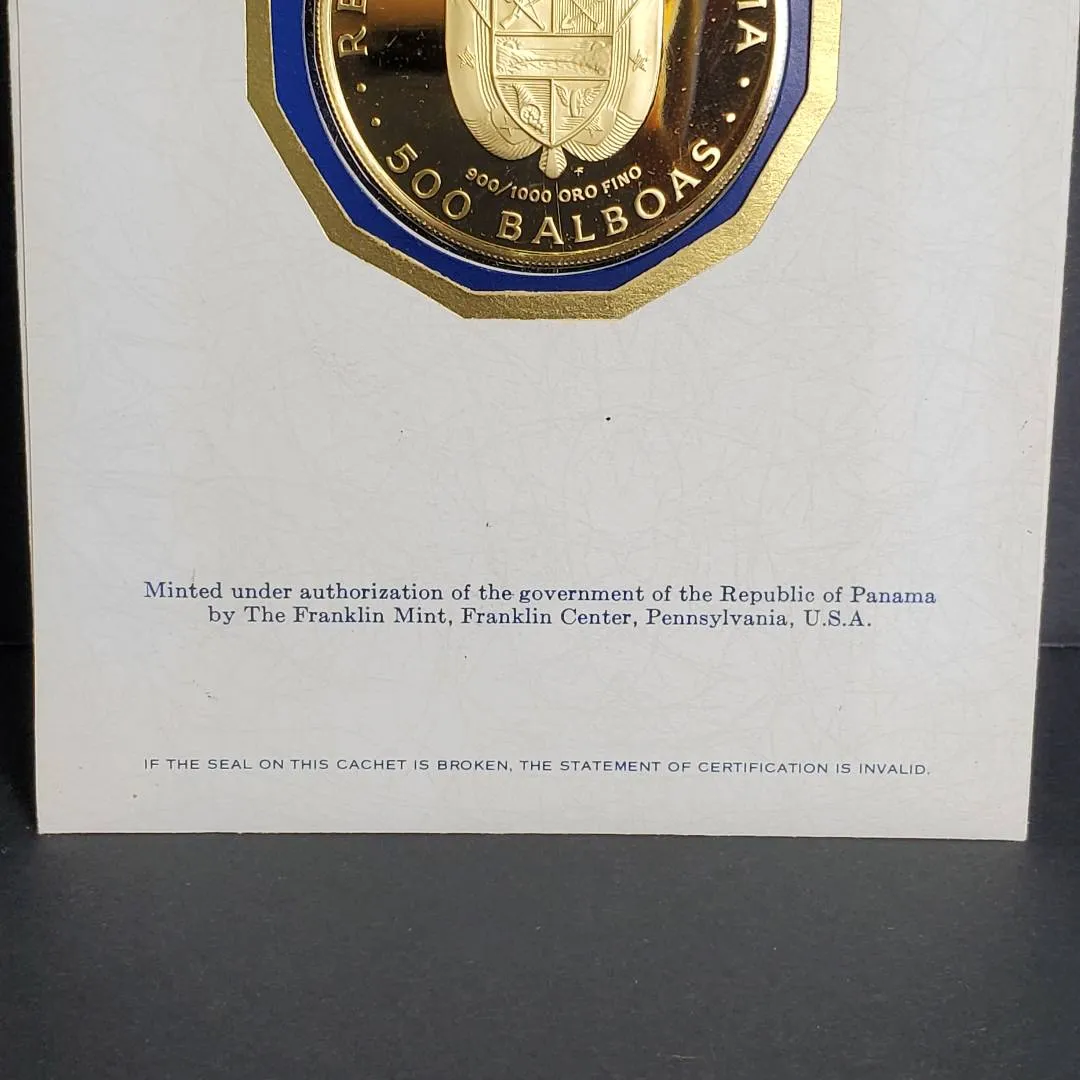 RE
MA
900/1000 ORO FINO
500 BALBOAS
Minted under authorization of the government of the Republic of Panama
by The Franklin Mint, Franklin Center, Pennsylvania, U.S.A.
IF THE SEAL ON THIS CACHET IS BROKEN, THE STATEMENT OF CERTIFICATION IS INVALID.